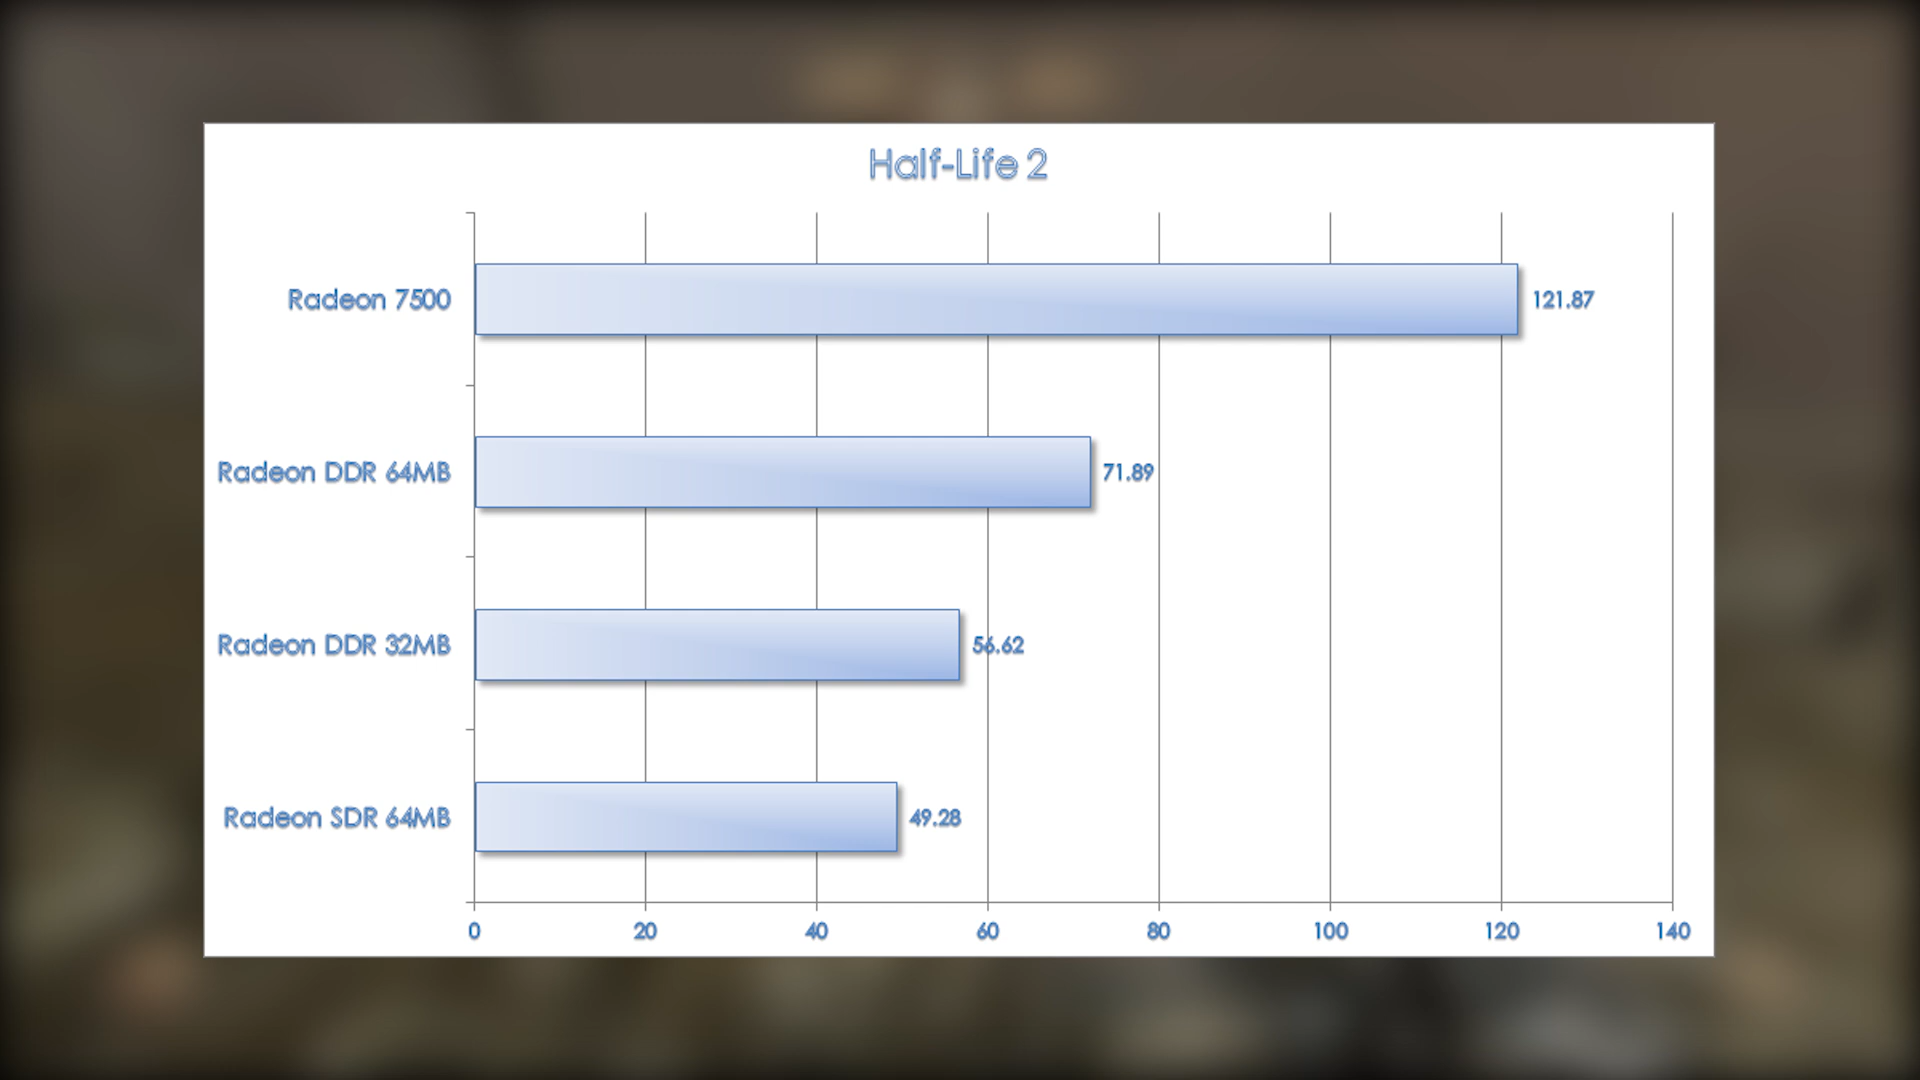 Half-Life 2
Radeon 7500
121.87
Radeon DDR 64MB
71.89
Radeon DDR 32MB
56.62
Radeon SDR 64MB
49.28
0 20 40 60 80 100 120 140